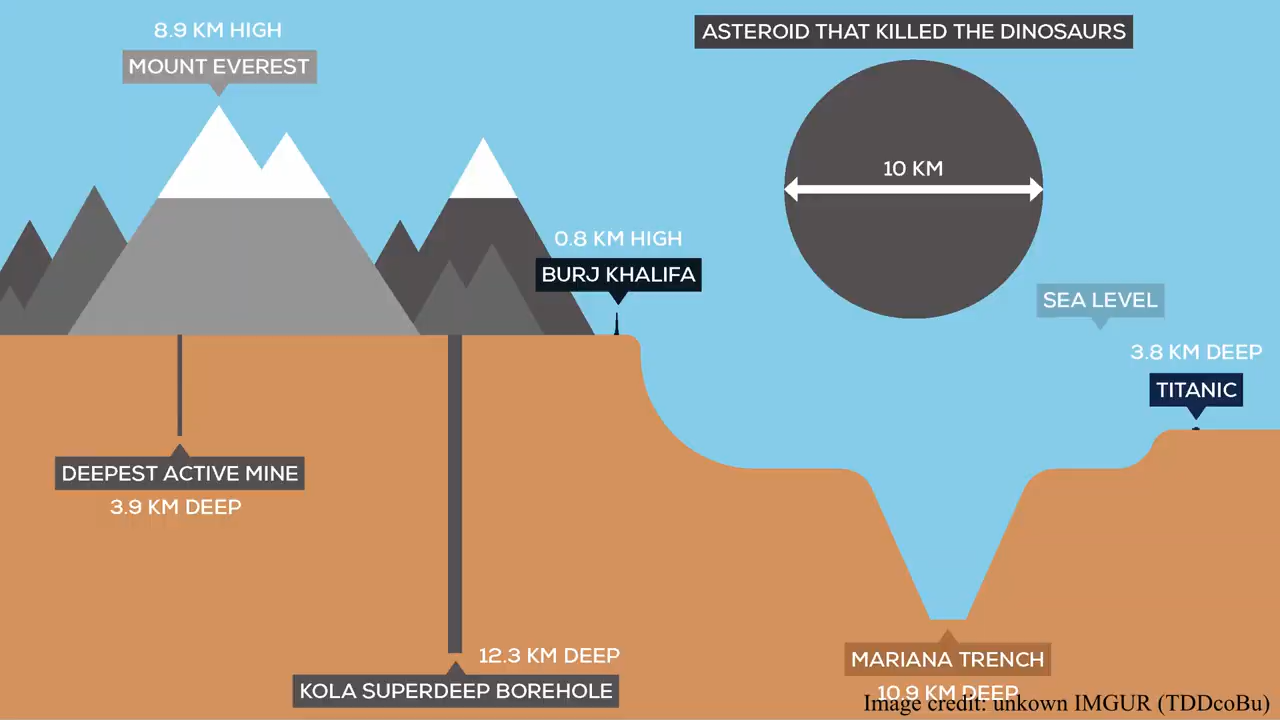 8.9 KM HIGH
MOUNT EVEREST
ASTEROID THAT KILLED THE DINOSAURS
10 KM
0.8 KM HIGH
BURJ KHALIFA
SEA LEVEL
3.8 KM DEEP
TITANIC
DEEPEST ACTIVE MINE
3.9 KM DEEP
12.3 KM DEEP
KOLA SUPERDEEP BOREHOLE
MARIANA TRENCH
10.9 KM DEEP
Image credit: unkown IMGUR (TDDcoBu)